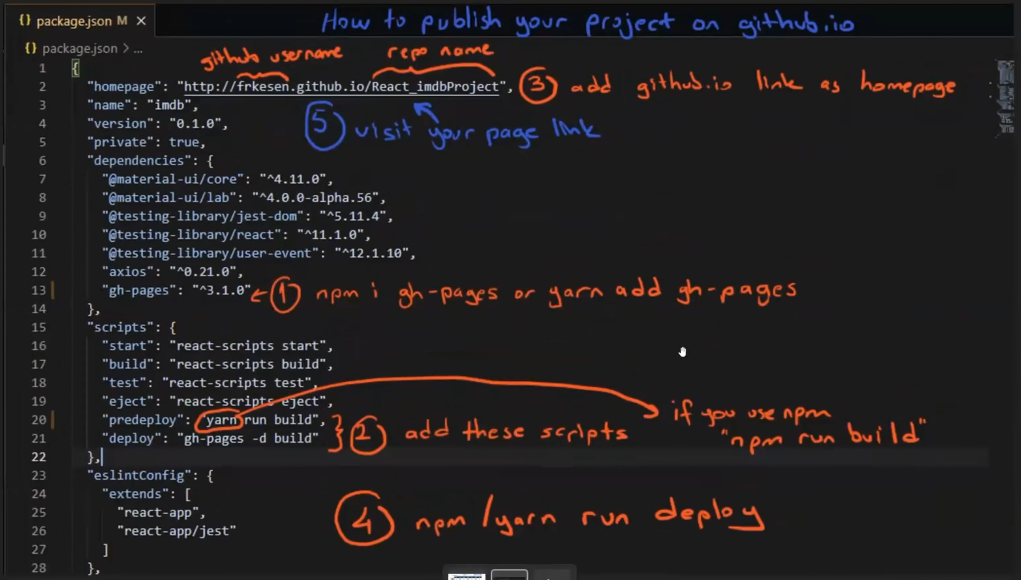 {} package.json M ×
How to publish your project on github.io
{} package.json > ...
github username
repo name
1 {
2 "homepage": "http://frkesen.github.io/React_imdbProject",
3 add github.io link as homepage
3 "name": "imdb",
4 "version": "0.1.0",
5 visit your page link
5 "private": true,
6 "dependencies": {
7 "@material-ui/core": "^4.11.0",
8 "@material-ui/lab": "^4.0.0-alpha.56",
9 "@testing-library/jest-dom": "^5.11.4",
10 "@testing-library/react": "^11.1.0",
11 "@testing-library/user-event": "^12.1.10",
12 "axios": "^0.21.0",
13 "gh-pages": "^3.1.0"
1 npm i gh-pages or yarn add gh-pages
14 },
15 "scripts": {
16 "start": "react-scripts start",
17 "build": "react-scripts build",
18 "test": "react-scripts test",
19 "eject": "react-scripts eject",
20 "predeploy": "yarn run build",
21 "deploy": "gh-pages -d build"
2 add these scripts
if you use npm
"npm run build"
22 },
23 "eslintConfig": {
24 "extends": [
25 "react-app",
26 "react-app/jest"
4 npm/yarn run deploy
27 ]
28 },